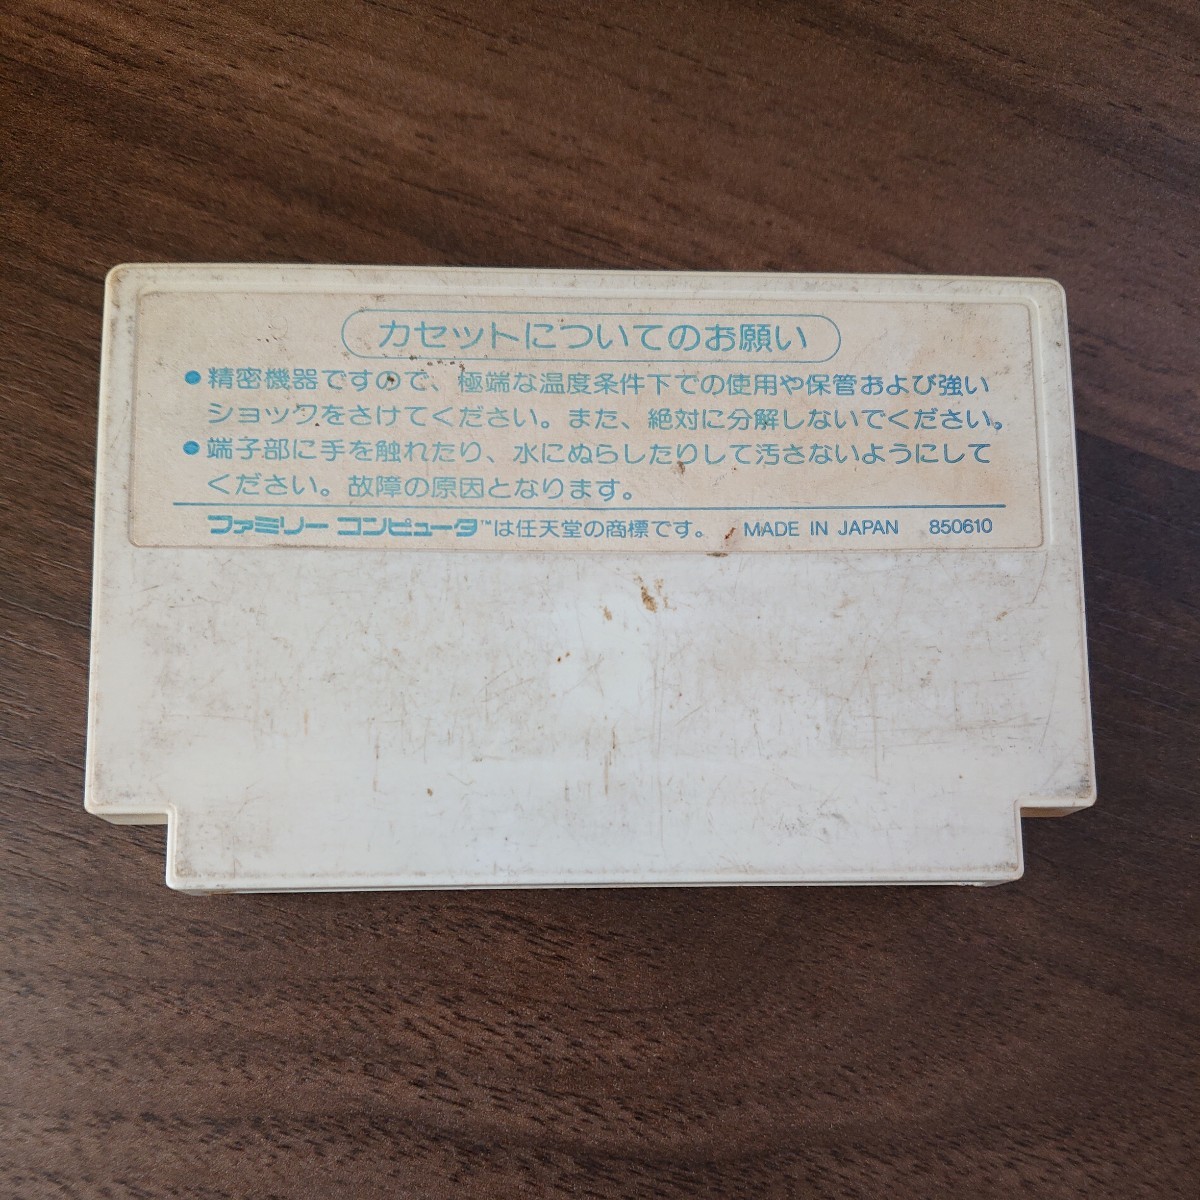 カセットについてのお願い
●精密機器ですので、極端な温度条件下での使用や保管および強い
ショックをさけてください。また、絶対に分解しないでください。
●端子部に手を触れたり、水にぬらしたりして汚さないようにして
ください。故障の原因となります。
ファミリー コンピュータ™は任天堂の商標です。 MADE IN JAPAN 850610